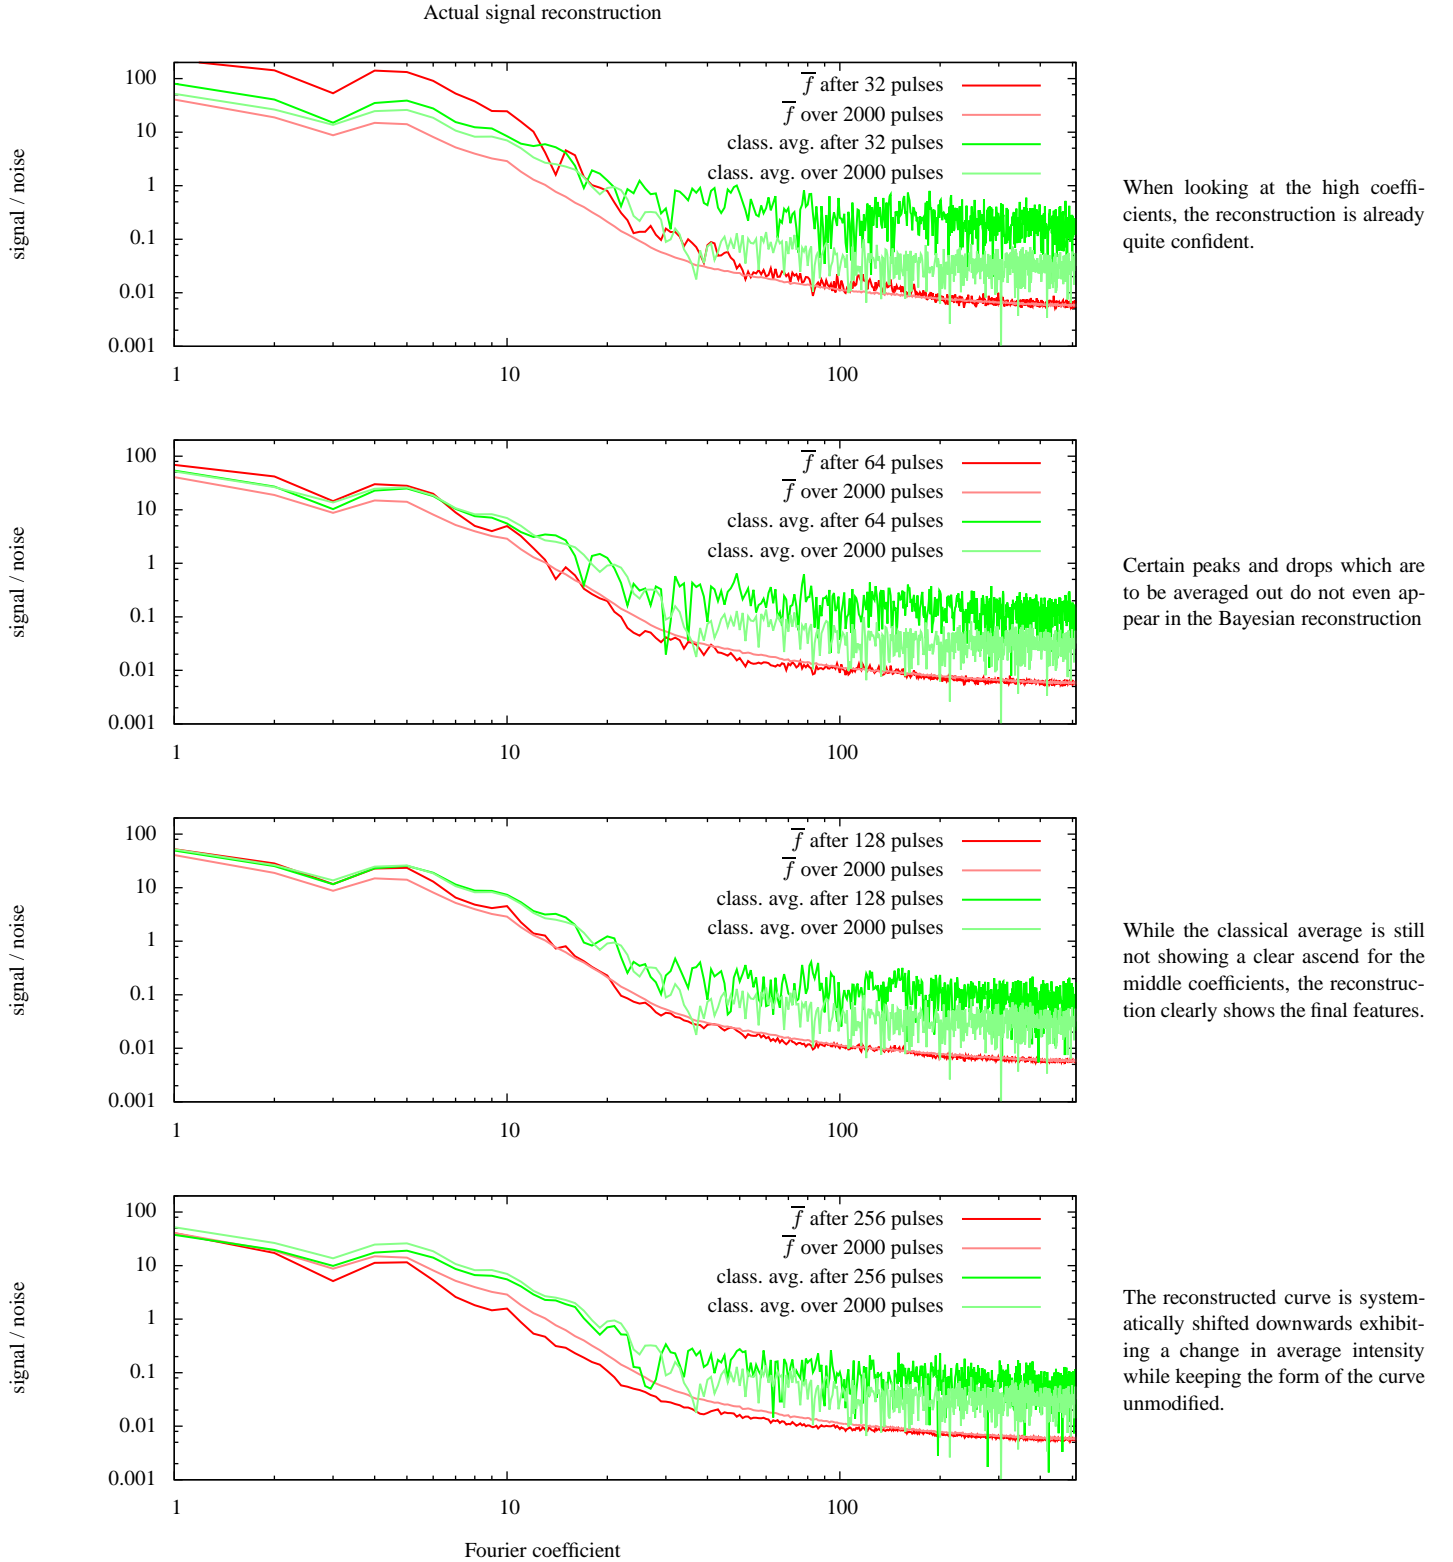 Actual signal reconstruction
signal / noise
100
10
1
0.1
0.01
0.001
1
10
100
f after 32 pulses
f over 2000 pulses
class. avg. after 32 pulses
class. avg. over 2000 pulses
When looking at the high coeffi-
cients, the reconstruction is already
quite confident.
signal / noise
100
10
1
0.1
0.01
0.001
1
10
100
f after 64 pulses
f over 2000 pulses
class. avg. after 64 pulses
class. avg. over 2000 pulses
Certain peaks and drops which are
to be averaged out do not even ap-
pear in the Bayesian reconstruction
signal / noise
100
10
1
0.1
0.01
0.001
1
10
100
f after 128 pulses
f over 2000 pulses
class. avg. after 128 pulses
class. avg. over 2000 pulses
While the classical average is still
not showing a clear ascend for the
middle coefficients, the reconstruc-
tion clearly shows the final features.
signal / noise
100
10
1
0.1
0.01
0.001
1
10
100
f after 256 pulses
f over 2000 pulses
class. avg. after 256 pulses
class. avg. over 2000 pulses
The reconstructed curve is system-
atically shifted downwards exhibit-
ing a change in average intensity
while keeping the form of the curve
unmodified.
Fourier coefficient